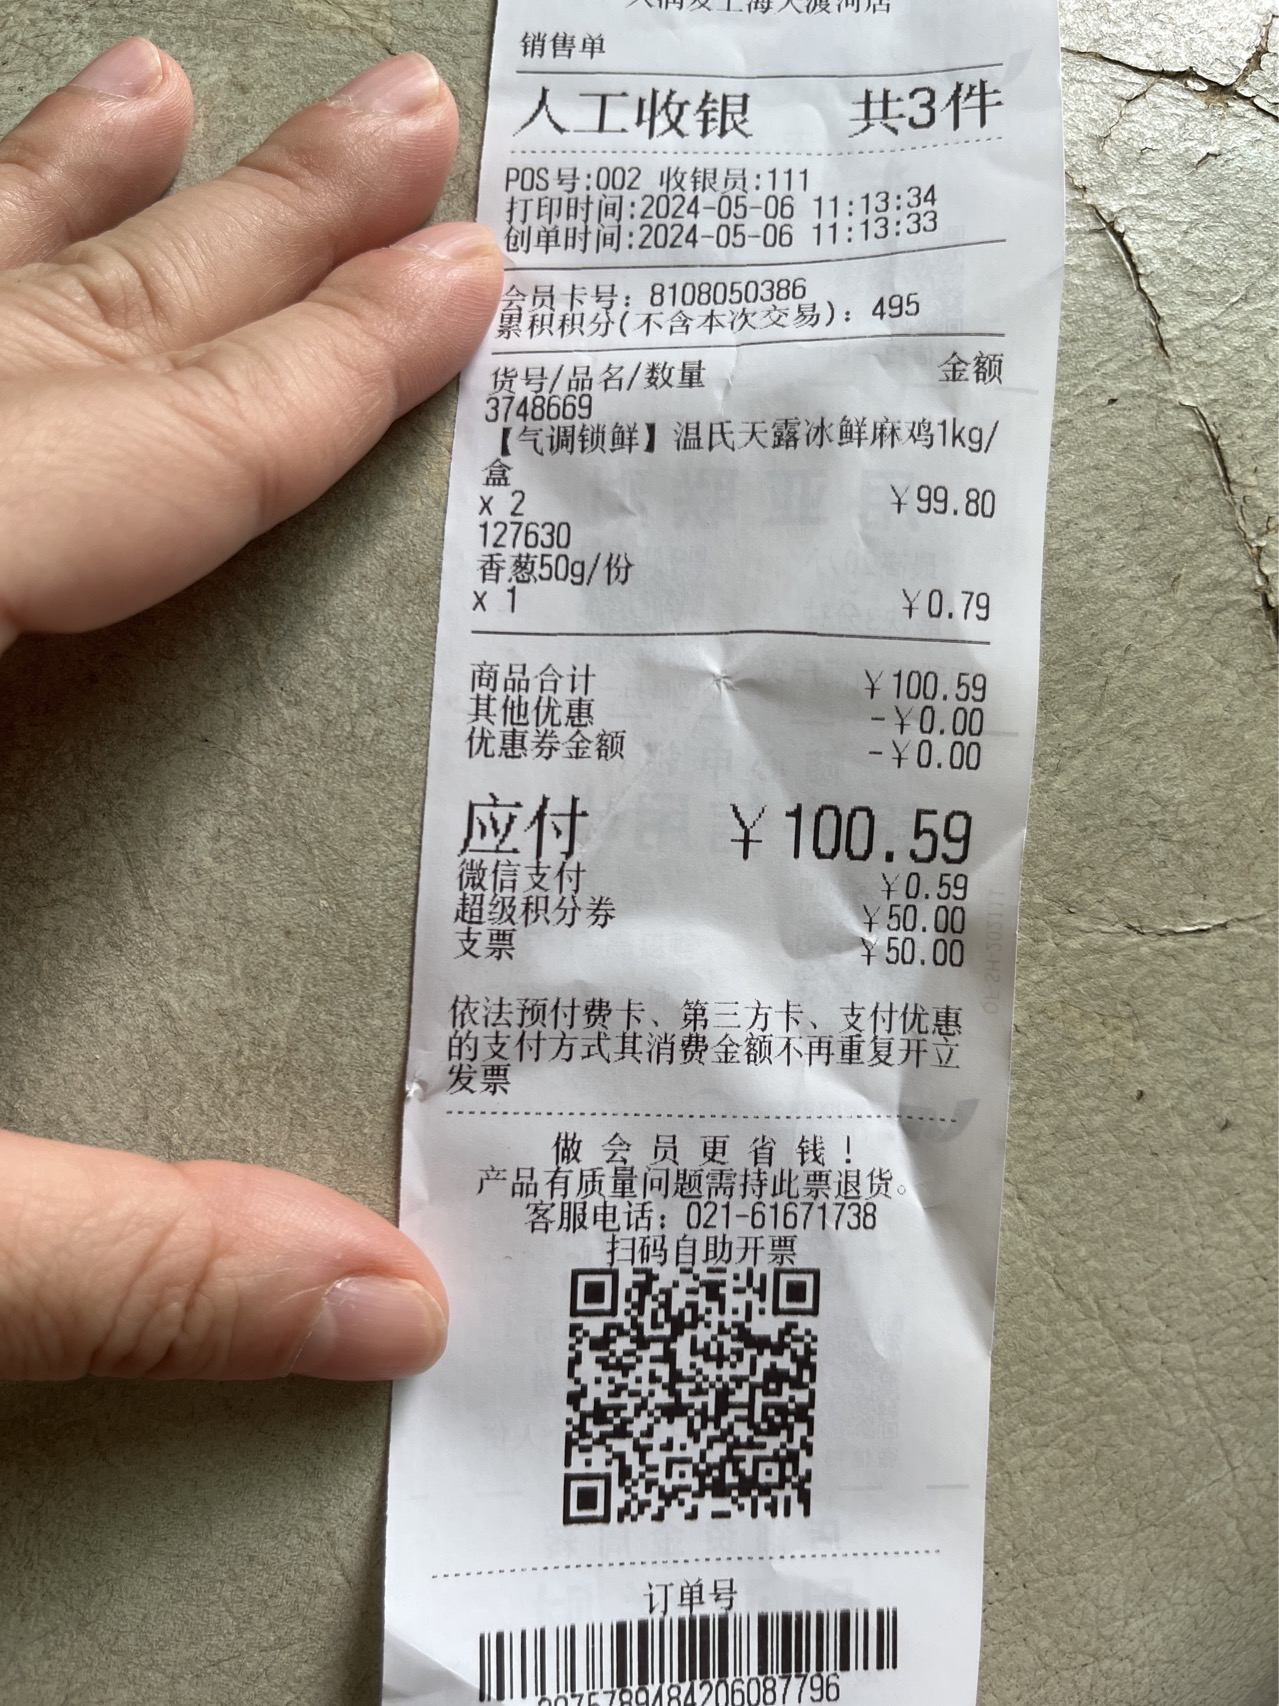 大润发上海大渡河店
销售单
人工收银 共3件
POS号:002 收银员:111
打印时间:2024-05-06 11:13:34
创单时间:2024-05-06 11:13:33
会员卡号：8108050386
累积积分(不含本次交易)：495
货号/品名/数量 金额
3748669
【气调锁鲜】温氏天露冰鲜麻鸡1kg/
盒
x 2 ￥99.80
127630
香葱50g/份
x 1 ￥0.79
商品合计 ￥100.59
其他优惠 -￥0.00
优惠券金额 -￥0.00
应付 ￥100.59
微信支付 ￥0.59
超级积分券 ￥50.00
支票 ￥50.00
依法预付费卡、第三方卡、支付优惠
的支付方式其消费金额不再重复开立
发票
做会员更省钱！
产品有质量问题需持此票退货。
客服电话：021-61671738
扫码自助开票
订单号